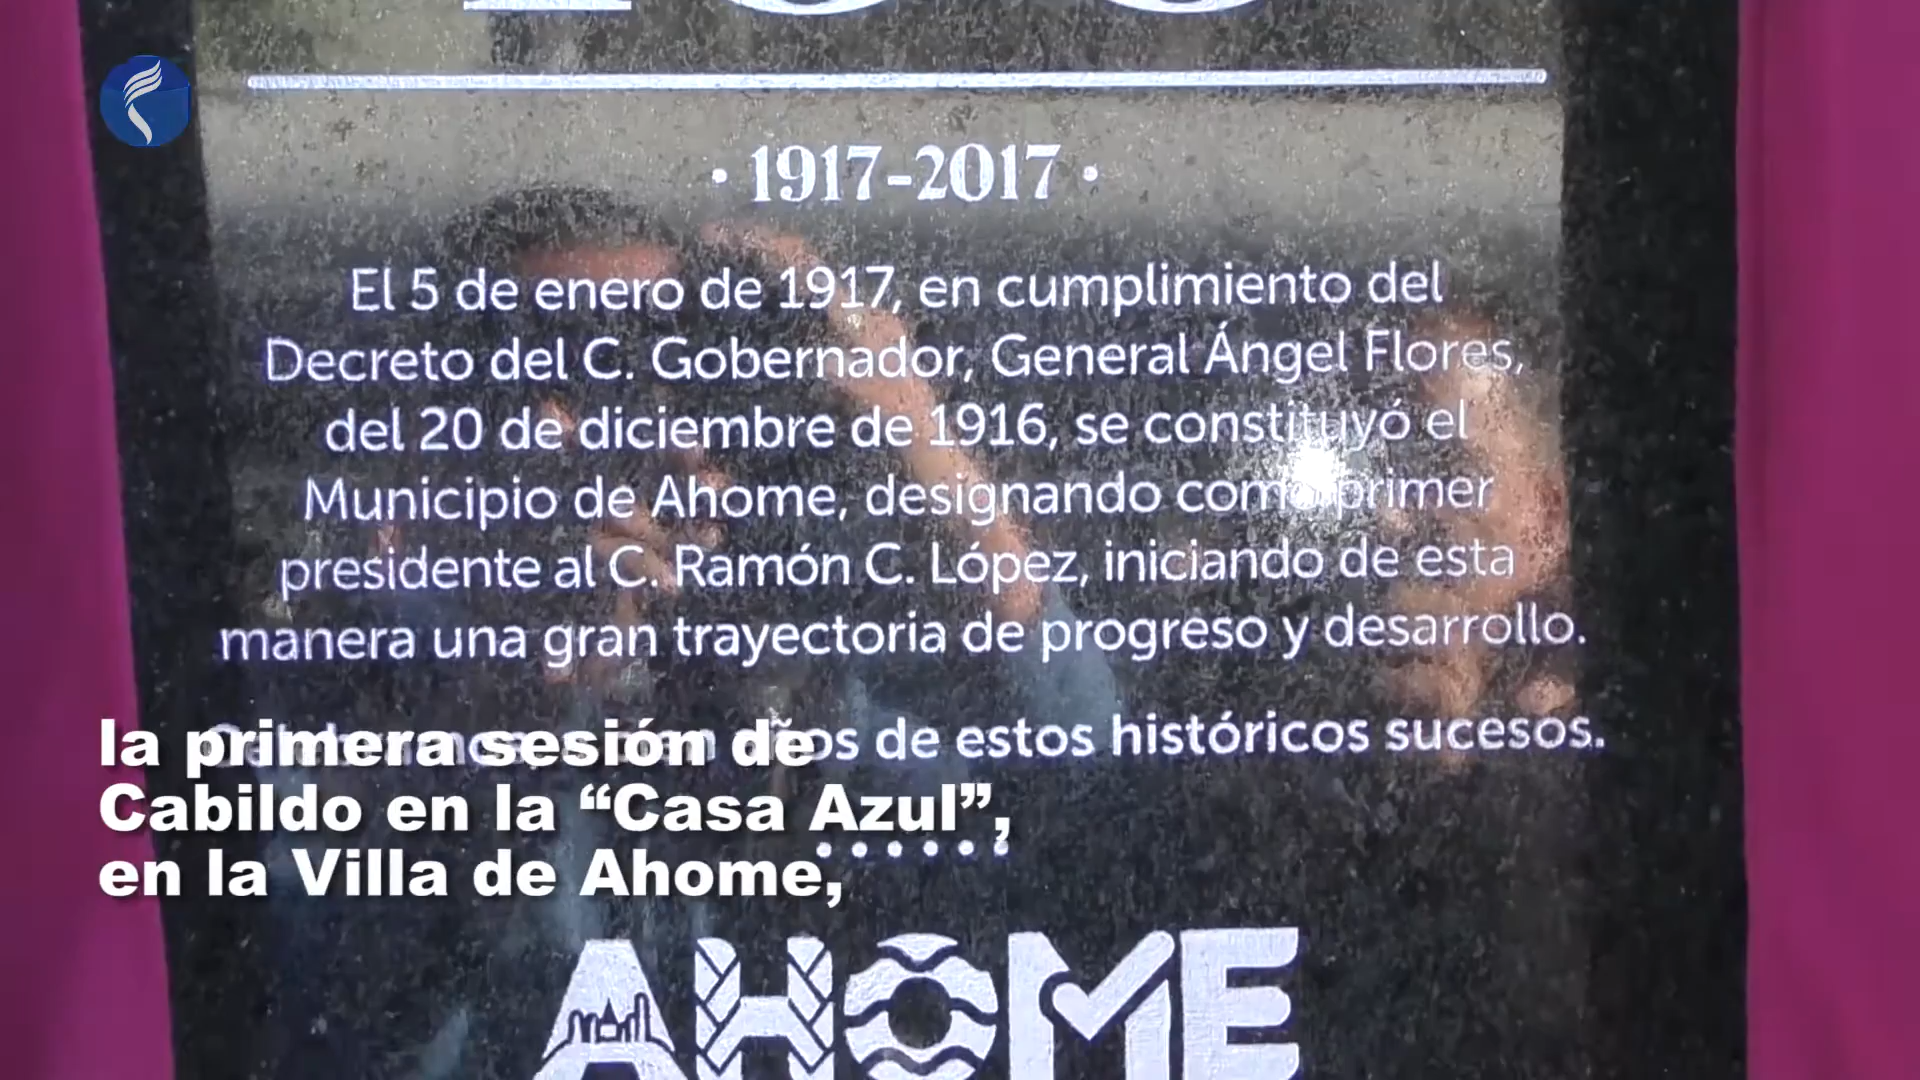 1917-2017
El 5 de enero de 1917, en cumplimiento del
Decreto del C. Gobernador, General Ángel Flores,
del 20 de diciembre de 1916, se constituyó el
Municipio de Ahome, designando como primer
presidente al C. Ramón C. López, iniciando de esta
manera una gran trayectoria de progreso y desarrollo.
años de estos históricos sucesos.
la primera sesión de
Cabildo en la “Casa Azul”,
en la Villa de Ahome,
AHOME